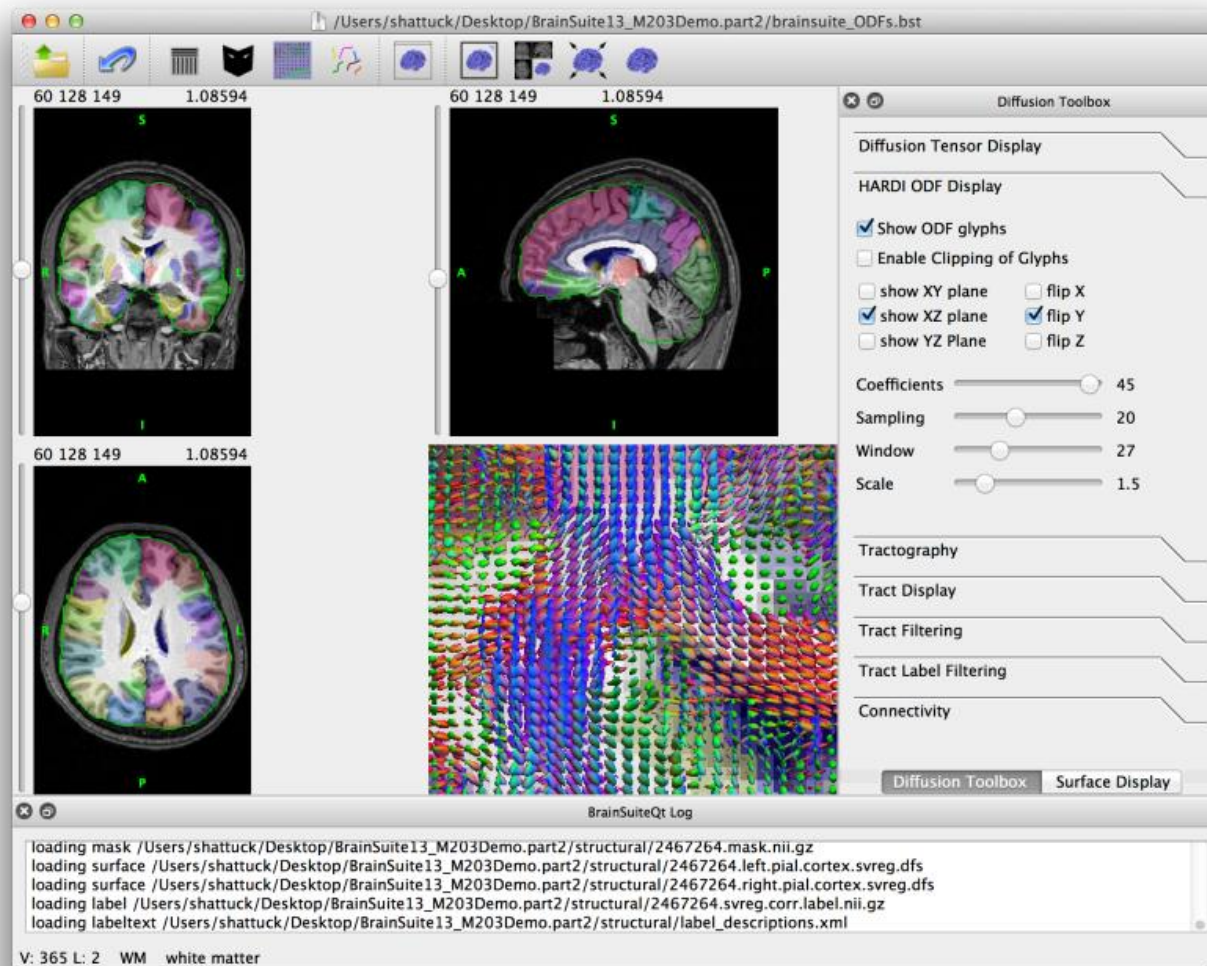 /Users/shattuck/Desktop/BrainSuite13_M203Demo.part2/brainsuite_ODFs.bst
60 128 149 1.08594
S
R
L
I
60 128 149 1.08594
S
A
P
I
60 128 149 1.08594
A
R
L
P
Diffusion Toolbox
Diffusion Tensor Display
HARDI ODF Display
Show ODF glyphs
Enable Clipping of Glyphs
show XY plane flip X
show XZ plane flip Y
show YZ Plane flip Z
Coefficients 45
Sampling 20
Window 27
Scale 1.5
Tractography
Tract Display
Tract Filtering
Tract Label Filtering
Connectivity
Diffusion Toolbox Surface Display
BrainSuiteQt Log
loading mask /Users/shattuck/Desktop/BrainSuite13_M203Demo.part2/structural/2467264.mask.nii.gz
loading surface /Users/shattuck/Desktop/BrainSuite13_M203Demo.part2/structural/2467264.left.pial.cortex.svreg.dfs
loading surface /Users/shattuck/Desktop/BrainSuite13_M203Demo.part2/structural/2467264.right.pial.cortex.svreg.dfs
loading label /Users/shattuck/Desktop/BrainSuite13_M203Demo.part2/structural/2467264.svreg.corr.label.nii.gz
loading labeltext /Users/shattuck/Desktop/BrainSuite13_M203Demo.part2/structural/label_descriptions.xml
V: 365 L: 2 WM white matter